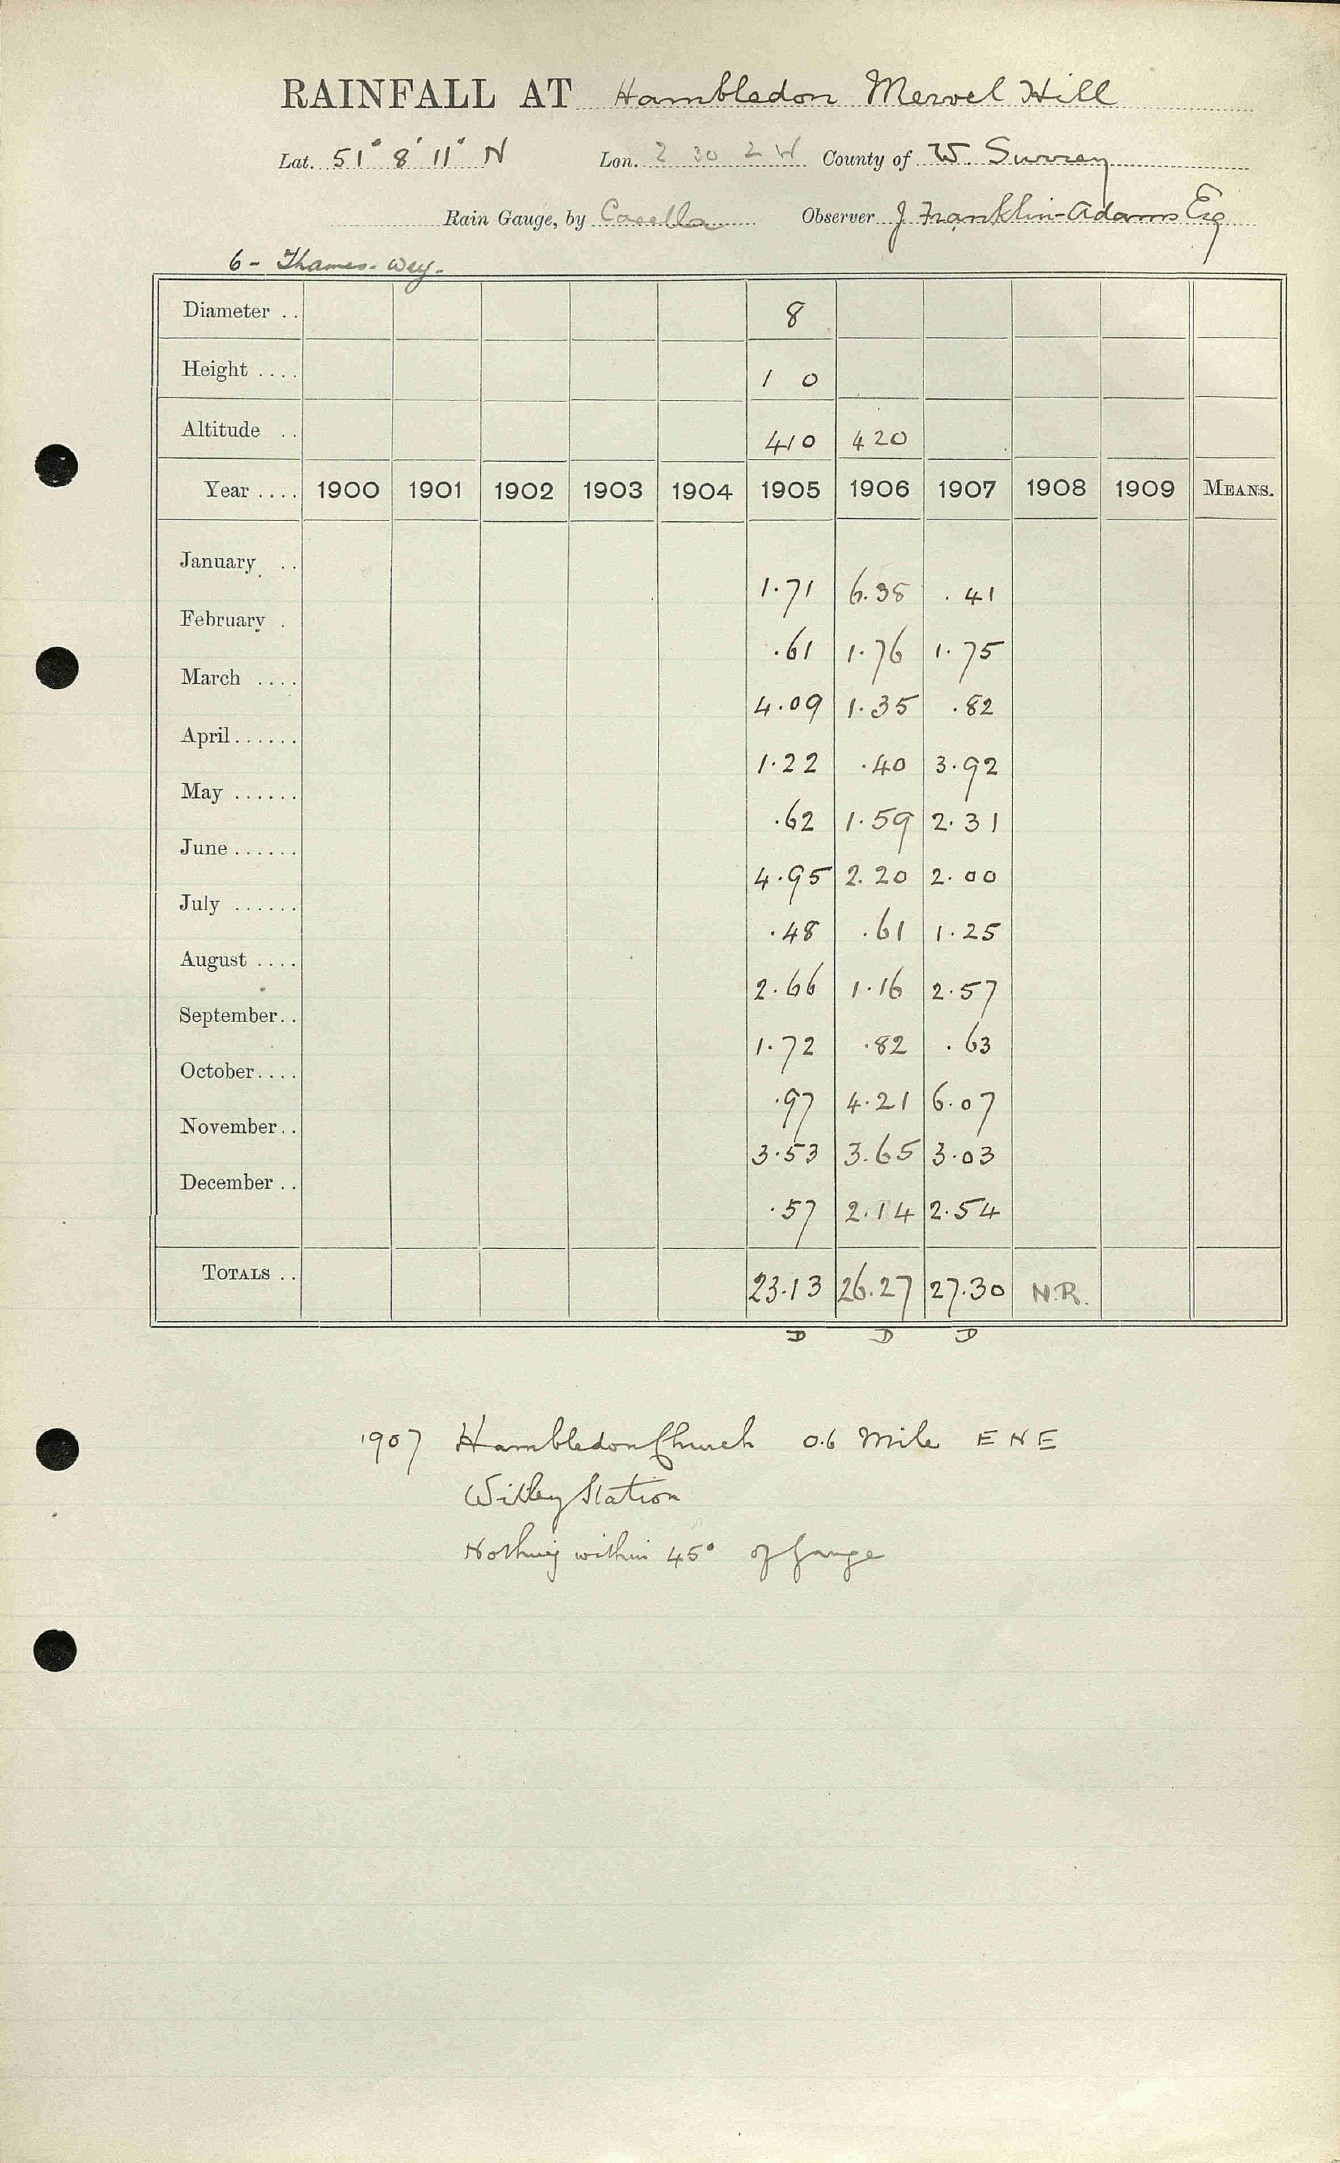 RAINFALL AT Hambledon Mervel Hill
Lat. 51° 8' 11" N Lon. 2 30 2 W County of W. Surrey
Rain Gauge, by Casella Observer J Franklin-Adams Esq
6 - Thames - Wey -
Diameter .. 8
Height .... 1 0
Altitude .. 410 420
Year .... 1900 1901 1902 1903 1904 1905 1906 1907 1908 1909 MEANS.
January .. 1.71 6.38 .41
February . .61 1.76 1.75
March .... 4.09 1.35 .82
April...... 1.22 .40 3.92
May ...... .62 1.59 2.31
June ...... 4.95 2.20 2.00
July ...... .48 .61 1.25
August .... 2.66 1.16 2.57
September.. 1.72 .82 .63
October.... .97 4.21 6.07
November.. 3.53 3.65 3.03
December .. .57 2.14 2.54
TOTALS .. 23.13 26.27 27.30 N.R.
D D D
1907 Hambledon Church 0.6 Mile E N E
Witley Station
Nothing within 45° of gauge